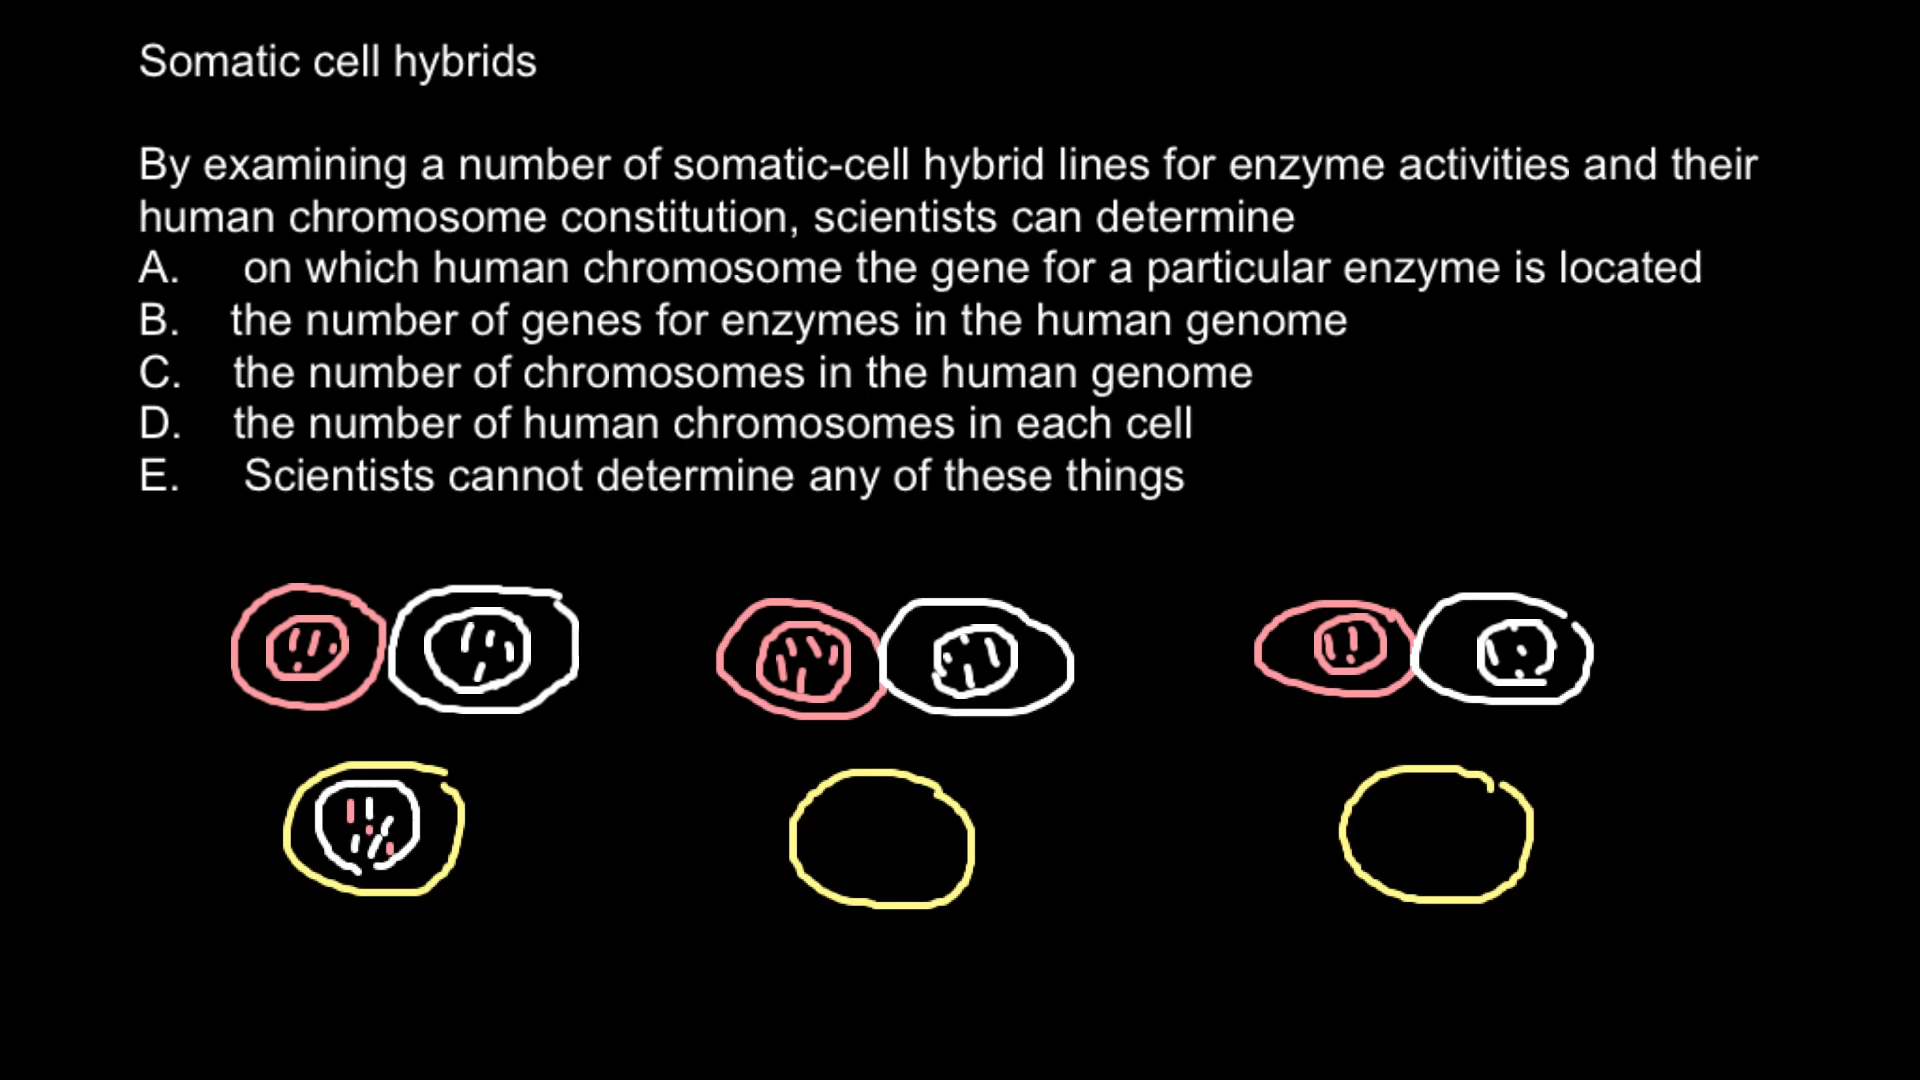 Somatic cell hybrids
By examining a number of somatic-cell hybrid lines for enzyme activities and their
human chromosome constitution, scientists can determine
A. on which human chromosome the gene for a particular enzyme is located
B. the number of genes for enzymes in the human genome
C. the number of chromosomes in the human genome
D. the number of human chromosomes in each cell
E. Scientists cannot determine any of these things